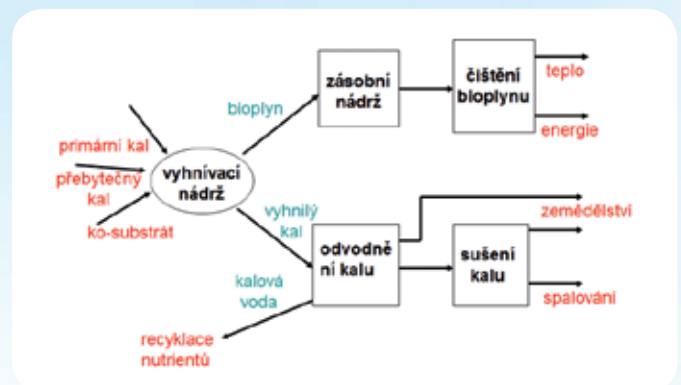 zásobní
nádrž
čištění
bioplynu
teplo
energie
bioplyn
primární kal
přebytečný
kal
ko-substrát
vyhnívací
nádrž
vyhnilý
kal
kalová
voda
odvodně
ní kalu
sušení
kalu
zemědělství
spalování
recyklace
nutrientů